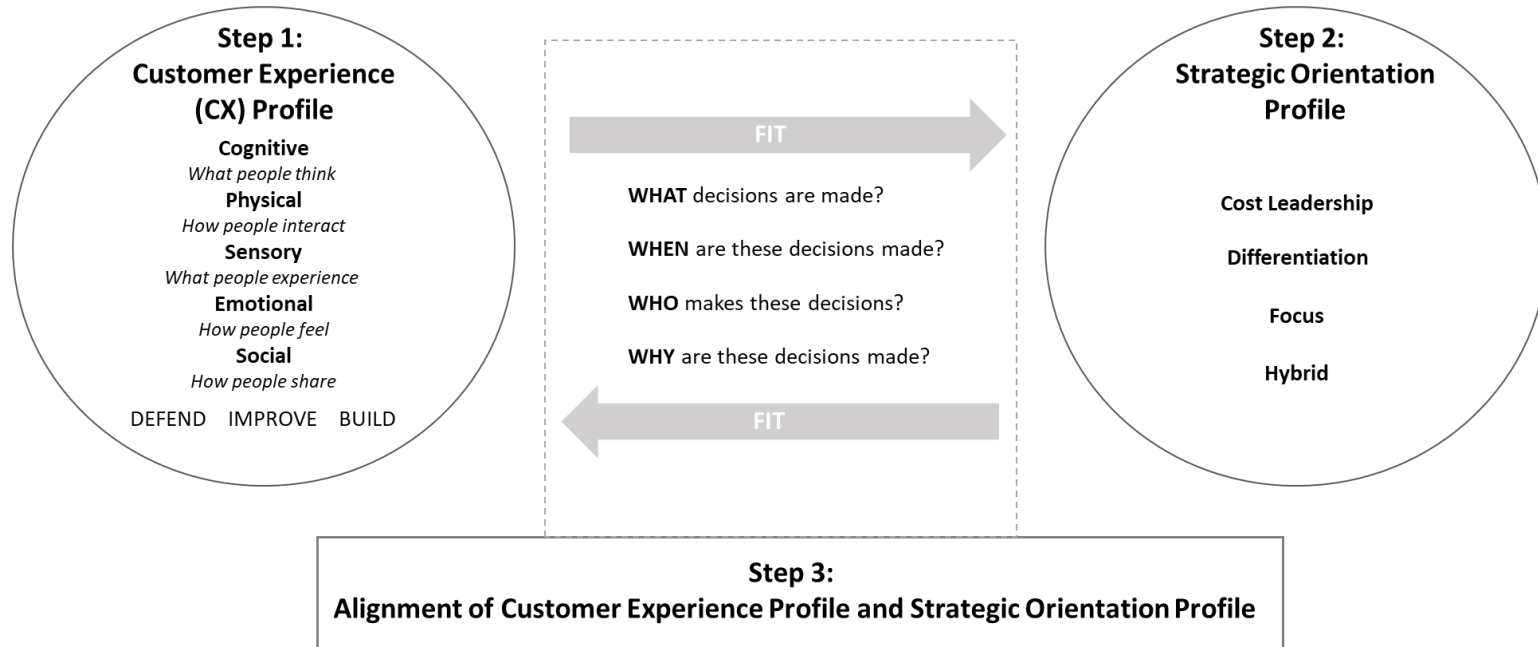 Step 1:
Customer Experience
(CX) Profile
Cognitive
What people think
Physical
How people interact
Sensory
What people experience
Emotional
How people feel
Social
How people share
DEFEND IMPROVE BUILD
FIT
WHAT decisions are made?
WHEN are these decisions made?
WHO makes these decisions?
WHY are these decisions made?
FIT
Step 2:
Strategic Orientation
Profile
Cost Leadership
Differentiation
Focus
Hybrid
Step 3:
Alignment of Customer Experience Profile and Strategic Orientation Profile